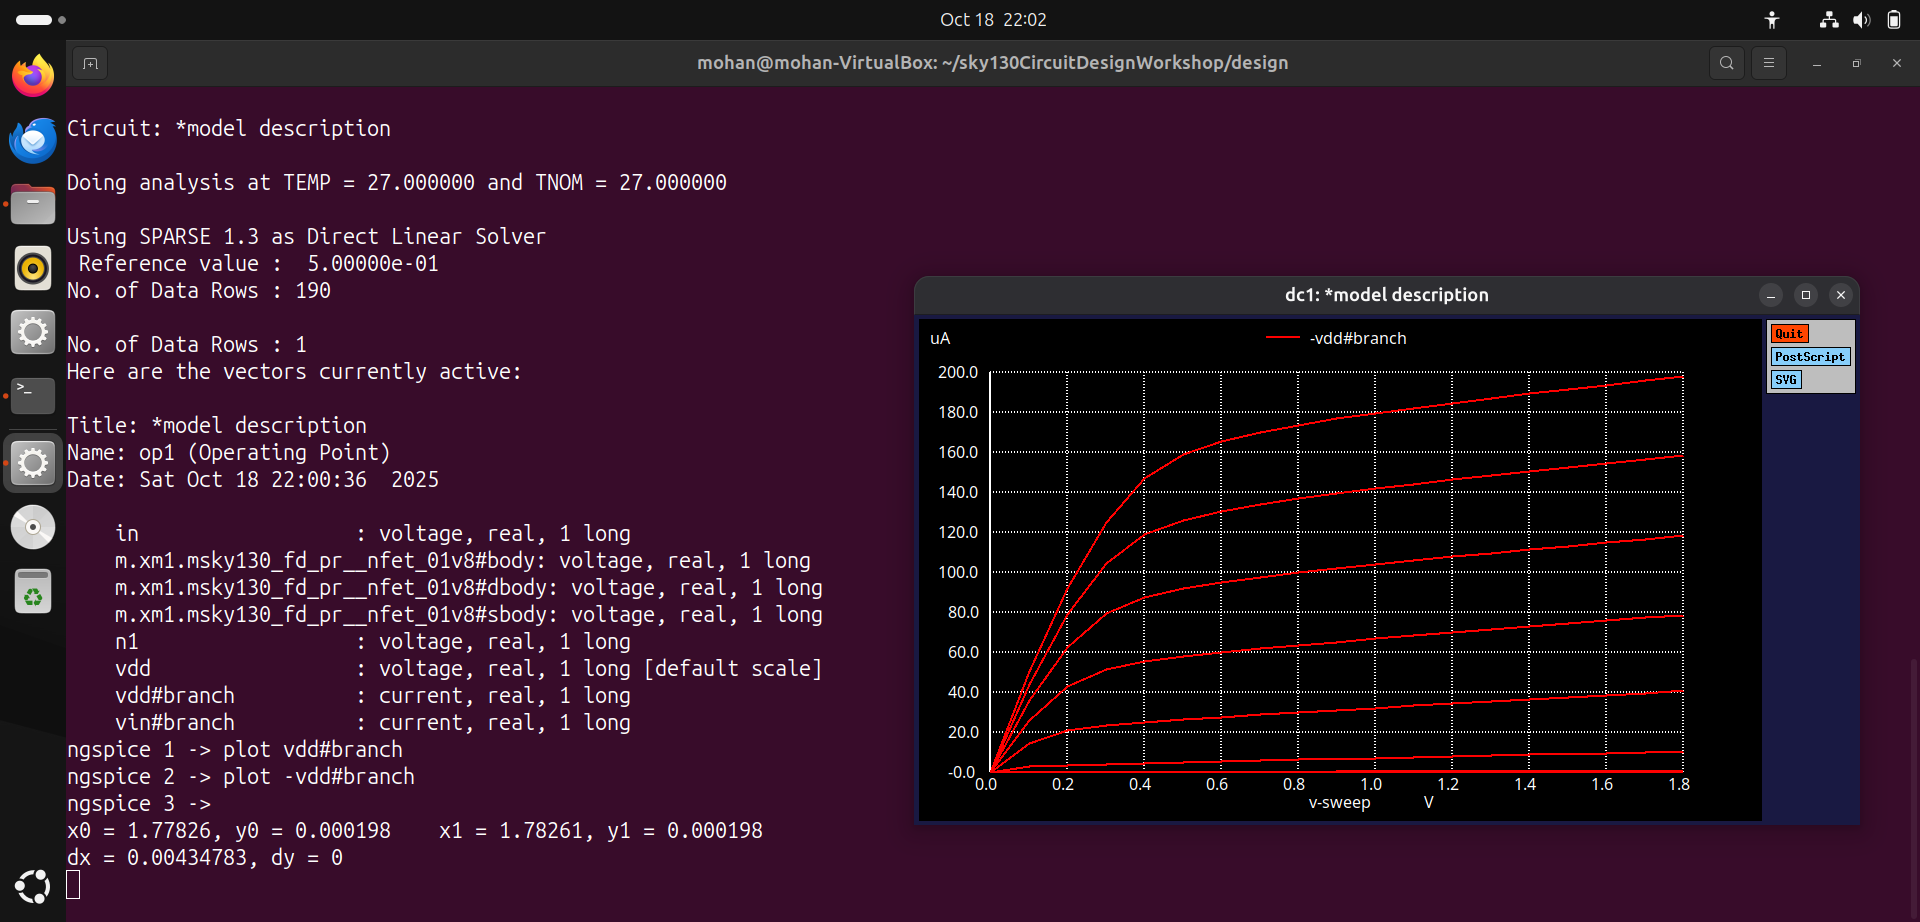 Oct 18 22:02
mohan@mohan-VirtualBox: ~/sky130CircuitDesignWorkshop/design
Circuit: *model description
Doing analysis at TEMP = 27.000000 and TNOM = 27.000000
Using SPARSE 1.3 as Direct Linear Solver
Reference value :  5.00000e-01
No. of Data Rows : 190
No. of Data Rows : 1
Here are the vectors currently active:
Title: *model description
Name: op1 (Operating Point)
Date: Sat Oct 18 22:00:36  2025
in                  : voltage, real, 1 long
m.xm1.msky130_fd_pr__nfet_01v8#body: voltage, real, 1 long
m.xm1.msky130_fd_pr__nfet_01v8#dbody: voltage, real, 1 long
m.xm1.msky130_fd_pr__nfet_01v8#sbody: voltage, real, 1 long
n1                  : voltage, real, 1 long
vdd                 : voltage, real, 1 long [default scale]
vdd#branch          : current, real, 1 long
vin#branch          : current, real, 1 long
ngspice 1 -> plot vdd#branch
ngspice 2 -> plot -vdd#branch
ngspice 3 ->
x0 = 1.77826, y0 = 0.000198    x1 = 1.78261, y1 = 0.000198
dx = 0.00434783, dy = 0
dc1: *model description
Quit
PostScript
SVG
uA
-vdd#branch
200.0
180.0
160.0
140.0
120.0
100.0
80.0
60.0
40.0
20.0
-0.0
0.0 0.2 0.4 0.6 0.8 1.0 1.2 1.4 1.6 1.8
v-sweep V